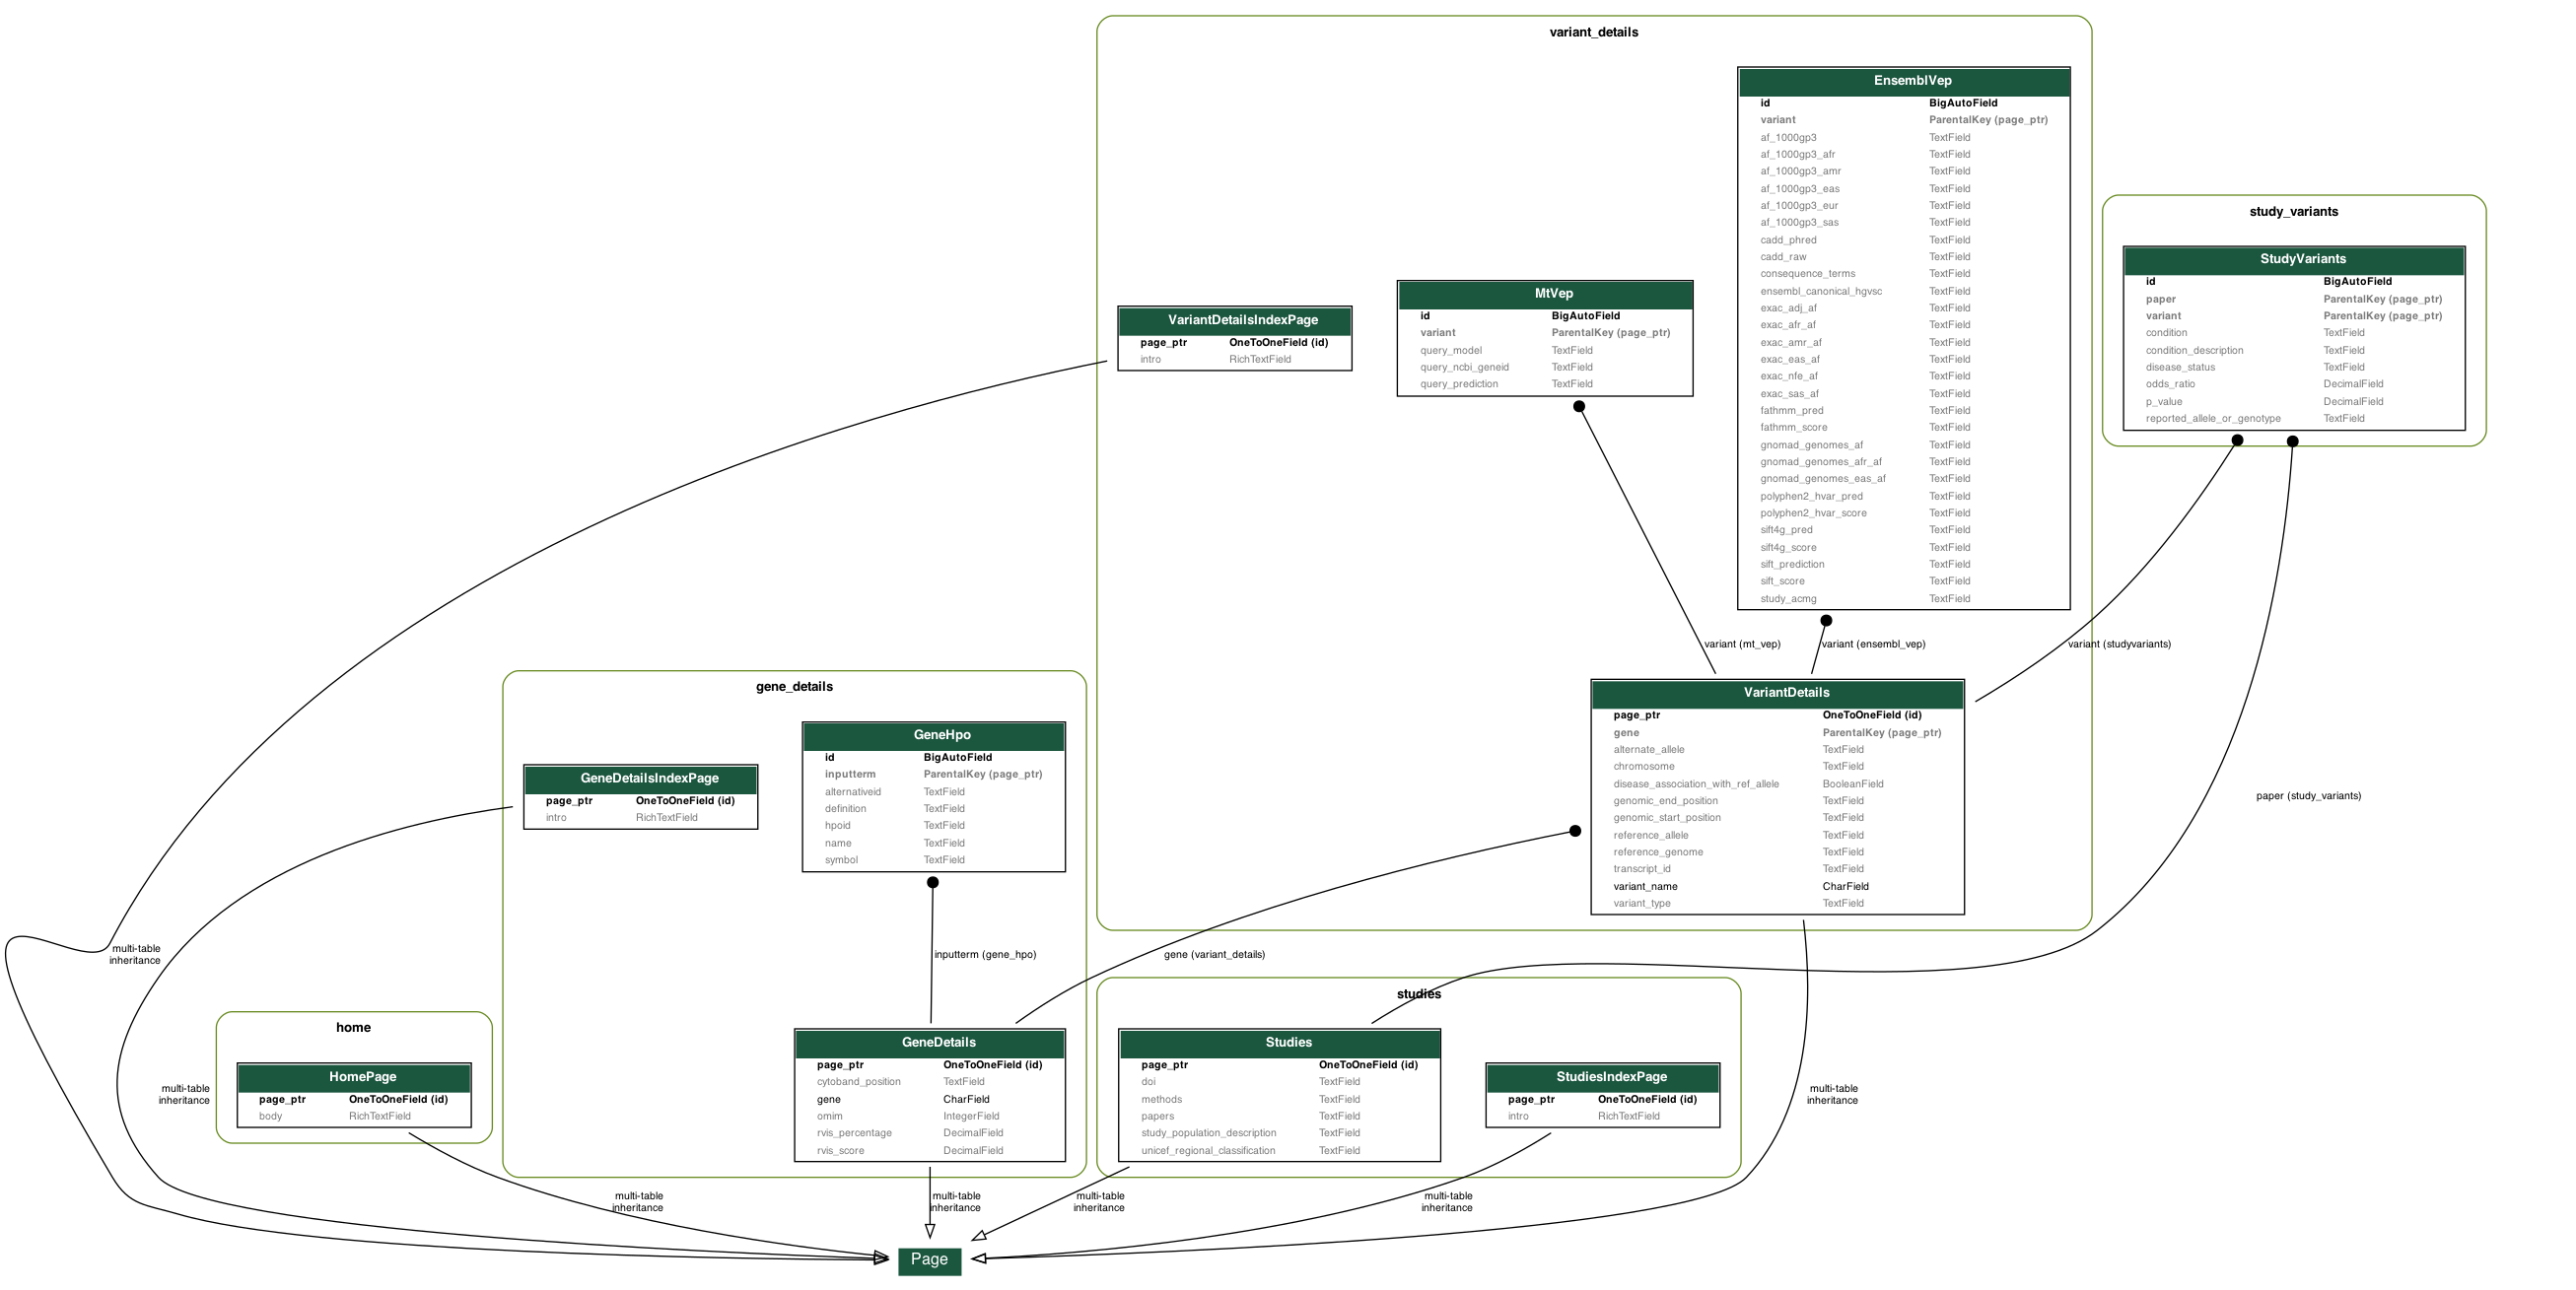 variant_details
EnsemblVep
id BigAutoField
variant ParentalKey (page_ptr)
af_1000gp3 TextField
af_1000gp3_afr TextField
af_1000gp3_amr TextField
af_1000gp3_eas TextField
af_1000gp3_eur TextField
af_1000gp3_sas TextField
cadd_phred TextField
cadd_raw TextField
consequence_terms TextField
ensembl_canonical_hgvsc TextField
exac_adj_af TextField
exac_afr_af TextField
exac_amr_af TextField
exac_eas_af TextField
exac_nfe_af TextField
exac_sas_af TextField
fathmm_pred TextField
fathmm_score TextField
gnomad_genomes_af TextField
gnomad_genomes_afr_af TextField
gnomad_genomes_eas_af TextField
polyphen2_hvar_pred TextField
polyphen2_hvar_score TextField
sift4g_pred TextField
sift4g_score TextField
sift_prediction TextField
sift_score TextField
study_acmg TextField
study_variants
StudyVariants
id BigAutoField
paper ParentalKey (page_ptr)
variant ParentalKey (page_ptr)
condition TextField
condition_description TextField
disease_status TextField
odds_ratio DecimalField
p_value DecimalField
reported_allele_or_genotype TextField
MtVep
id BigAutoField
variant ParentalKey (page_ptr)
query_model TextField
query_ncbi_geneid TextField
query_prediction TextField
VariantDetailsIndexPage
page_ptr OneToOneField (id)
intro RichTextField
variant (mt_vep)
variant (ensembl_vep)
variant (studyvariants)
VariantDetails
page_ptr OneToOneField (id)
gene ParentalKey (page_ptr)
alternate_allele TextField
chromosome TextField
disease_association_with_ref_allele BooleanField
genomic_end_position TextField
genomic_start_position TextField
reference_allele TextField
reference_genome TextField
transcript_id TextField
variant_name CharField
variant_type TextField
gene_details
GeneHpo
id BigAutoField
inputterm ParentalKey (page_ptr)
alternativeid TextField
definition TextField
hpoid TextField
name TextField
symbol TextField
GeneDetailsIndexPage
page_ptr OneToOneField (id)
intro RichTextField
paper (study_variants)
multi-table
inheritance
inputterm (gene_hpo)
gene (variant_details)
studies
home
HomePage
page_ptr OneToOneField (id)
body RichTextField
multi-table
inheritance
GeneDetails
page_ptr OneToOneField (id)
cytoband_position TextField
gene CharField
omim IntegerField
rvis_percentage DecimalField
rvis_score DecimalField
Studies
page_ptr OneToOneField (id)
doi TextField
methods TextField
papers TextField
study_population_description TextField
unicef_regional_classification TextField
StudiesIndexPage
page_ptr OneToOneField (id)
intro RichTextField
multi-table
inheritance
multi-table
inheritance
multi-table
inheritance
multi-table
inheritance
multi-table
inheritance
Page